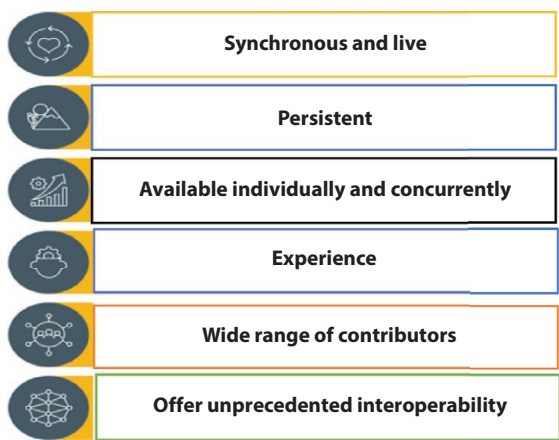 Synchronous and live
Persistent
Available individually and concurrently
Experience
Wide range of contributors
Offer unprecedented interoperability